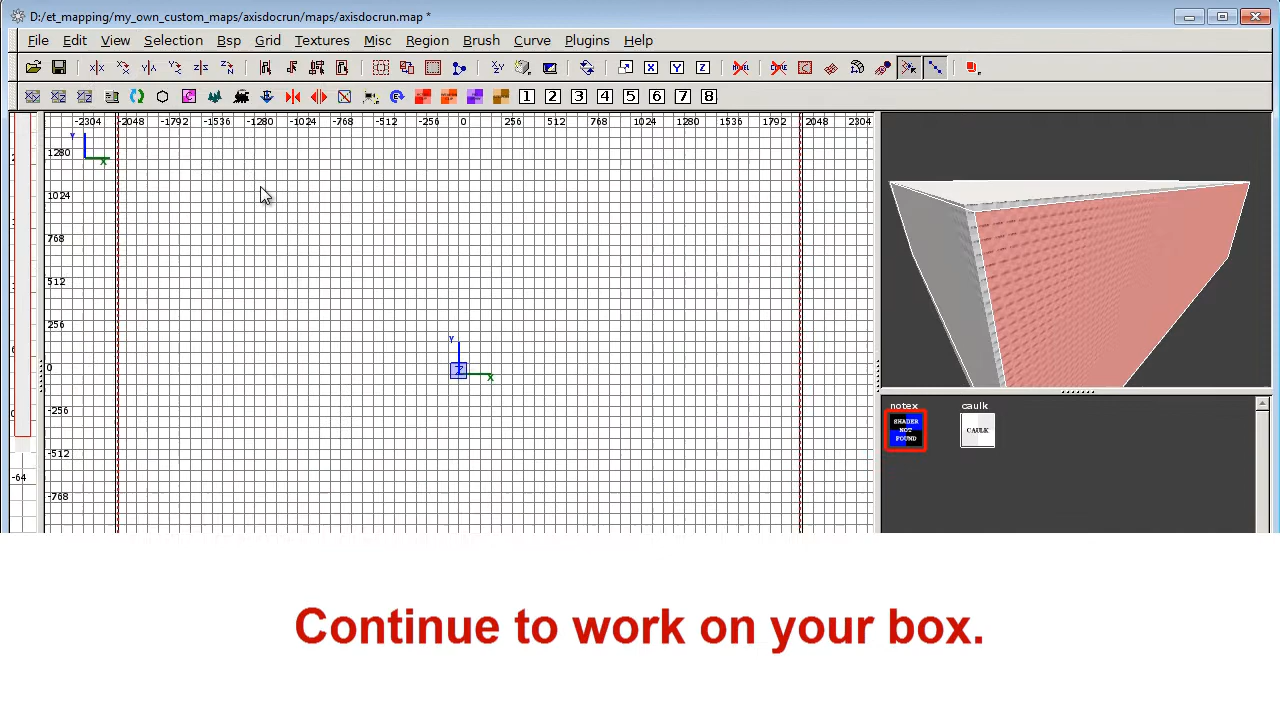 D:/et_mapping/my_own_custom_maps/axisdocrun/maps/axisdocrun.map *
File Edit View Selection Bsp Grid Textures Misc Region Brush Curve Plugins Help
1 2 3 4 5 6 7 8
-2304 -2048 -1792 -1536 -1280 -1024 -768 -512 -256 0 256 512 768 1024 1280 1536 1792 2048 2304
Y
X
1280
1024
768
512
256
0
-256
-512
-768
-64
Y
Z
X
notex caulk
SHADER
NOT
FOUND
CAULK
Continue to work on your box.